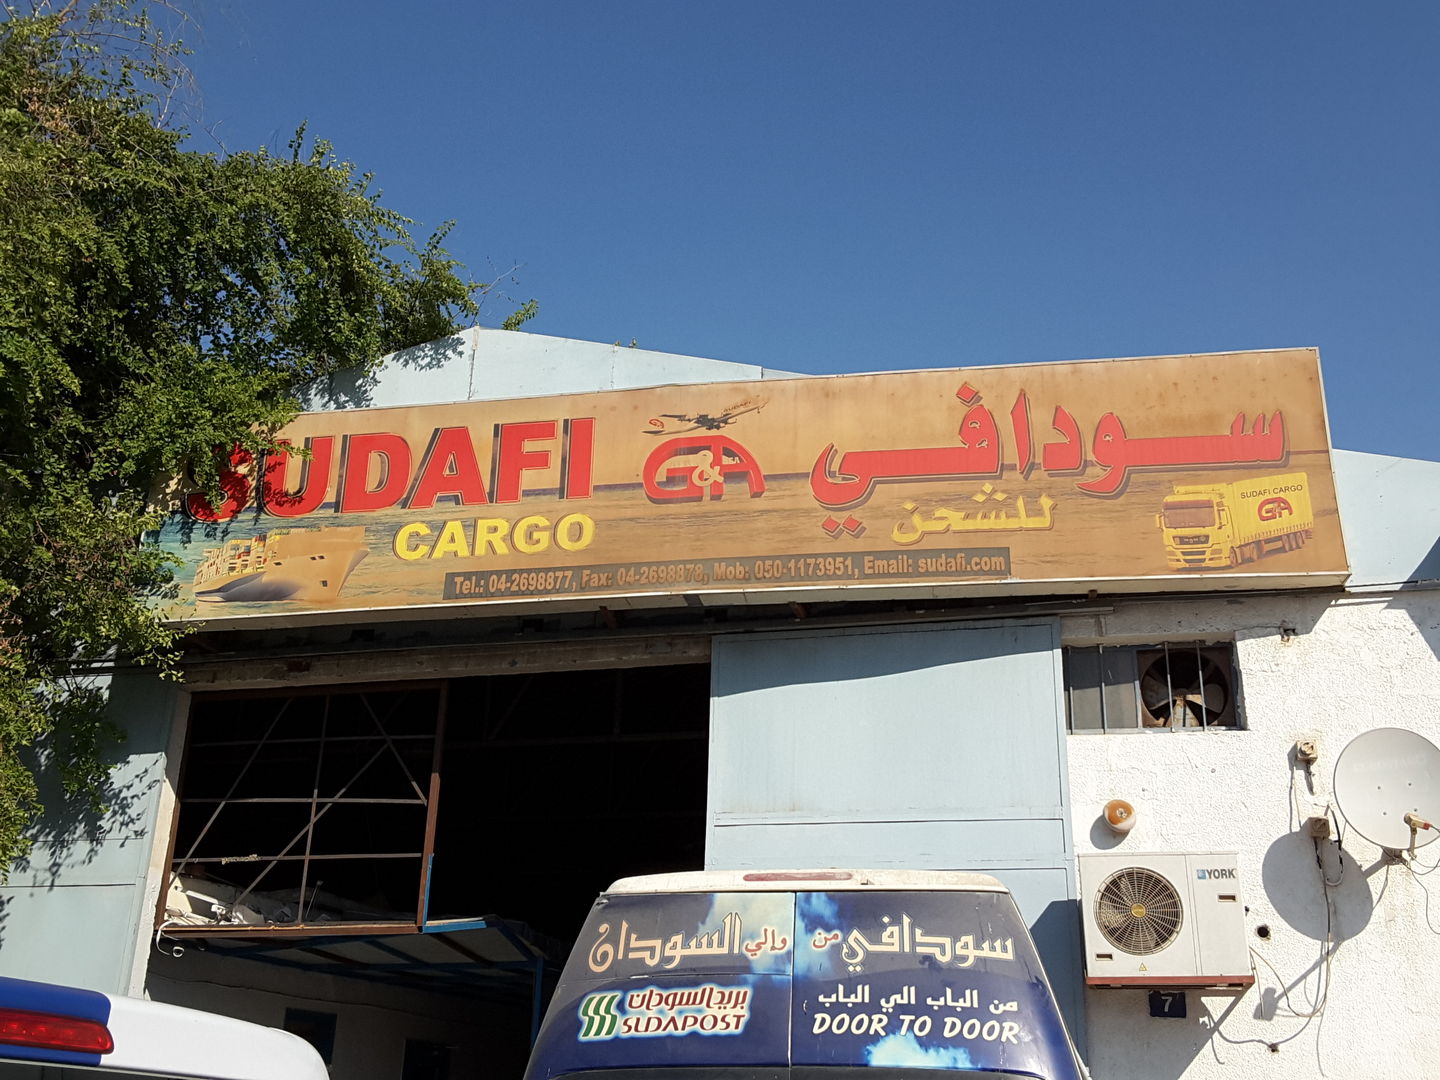 SUDAFI
CARGO
G&A
سودافي
للشحن
SUDAFI CARGO
G&A
Tel.: 04-2698877, Fax: 04-2698878, Mob: 050-1173951, Email: sudafi.com
YORK
7
سودافي من وإلي السودان
بريد السودان
SUDAPOST
من الباب الي الباب
DOOR TO DOOR